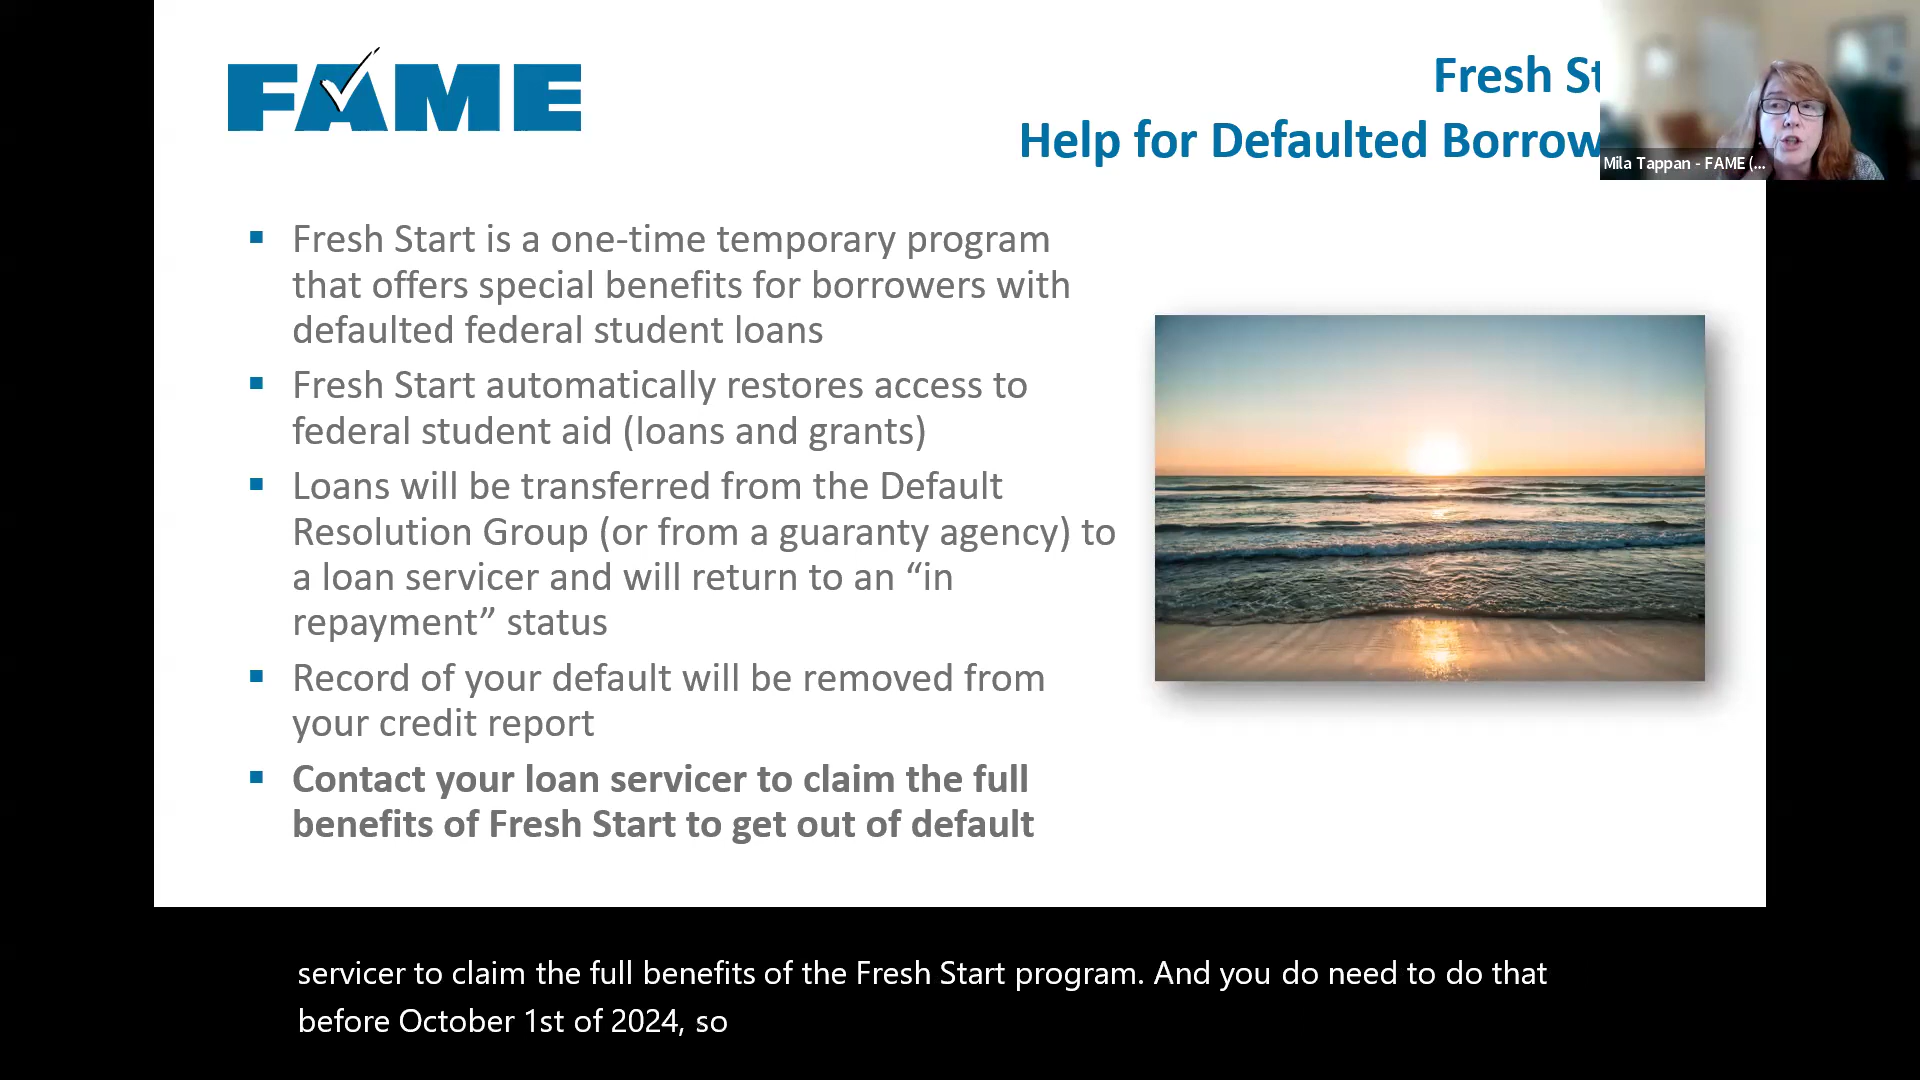 FAME
Fresh St
Help for Defaulted Borrow
Mila Tappan - FAME (...
Fresh Start is a one-time temporary program
that offers special benefits for borrowers with
defaulted federal student loans
Fresh Start automatically restores access to
federal student aid (loans and grants)
Loans will be transferred from the Default
Resolution Group (or from a guaranty agency) to
a loan servicer and will return to an “in
repayment” status
Record of your default will be removed from
your credit report
Contact your loan servicer to claim the full
benefits of Fresh Start to get out of default
servicer to claim the full benefits of the Fresh Start program. And you do need to do that
before October 1st of 2024, so